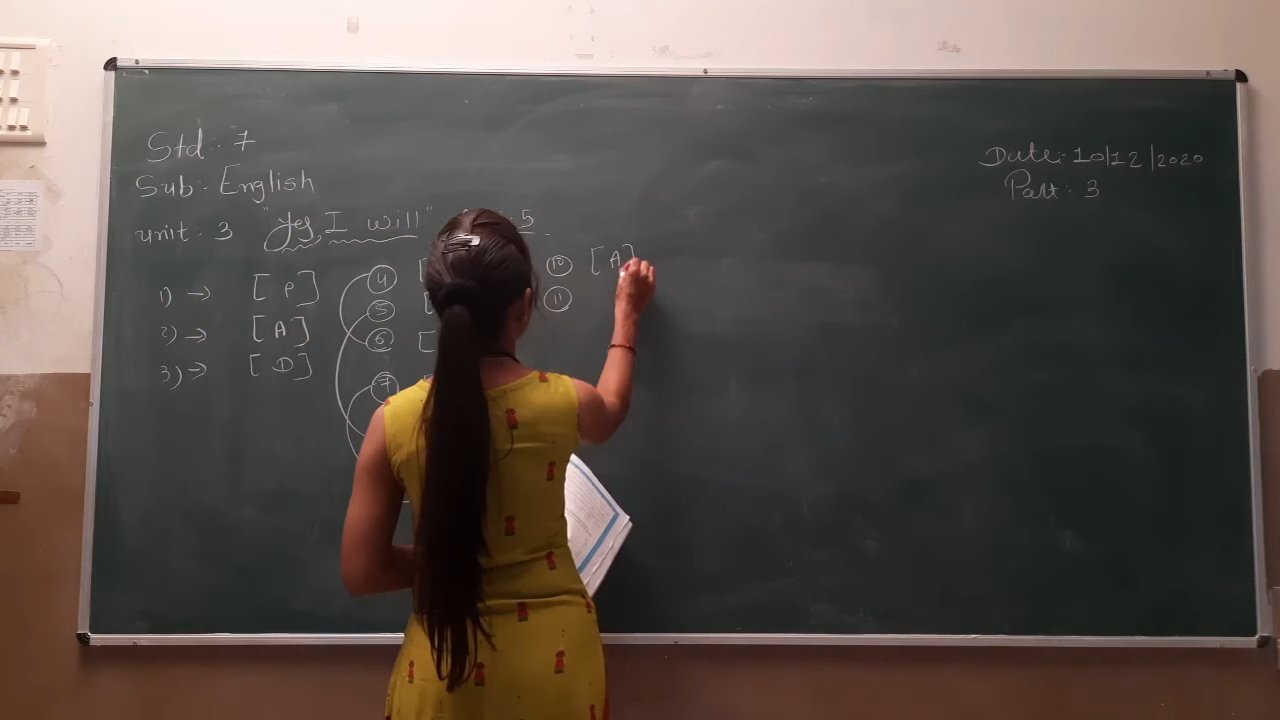 Std:- 7
Sub:- English
Date:- 10/12/2020
Part:- 3
unit:- 3 "Yes, I will" 5
1) → [ P ]
2) → [ A ]
3) → [ D ]
④ [
⑤ [
⑥ [
⑦
⑩ [ A ]
⑪